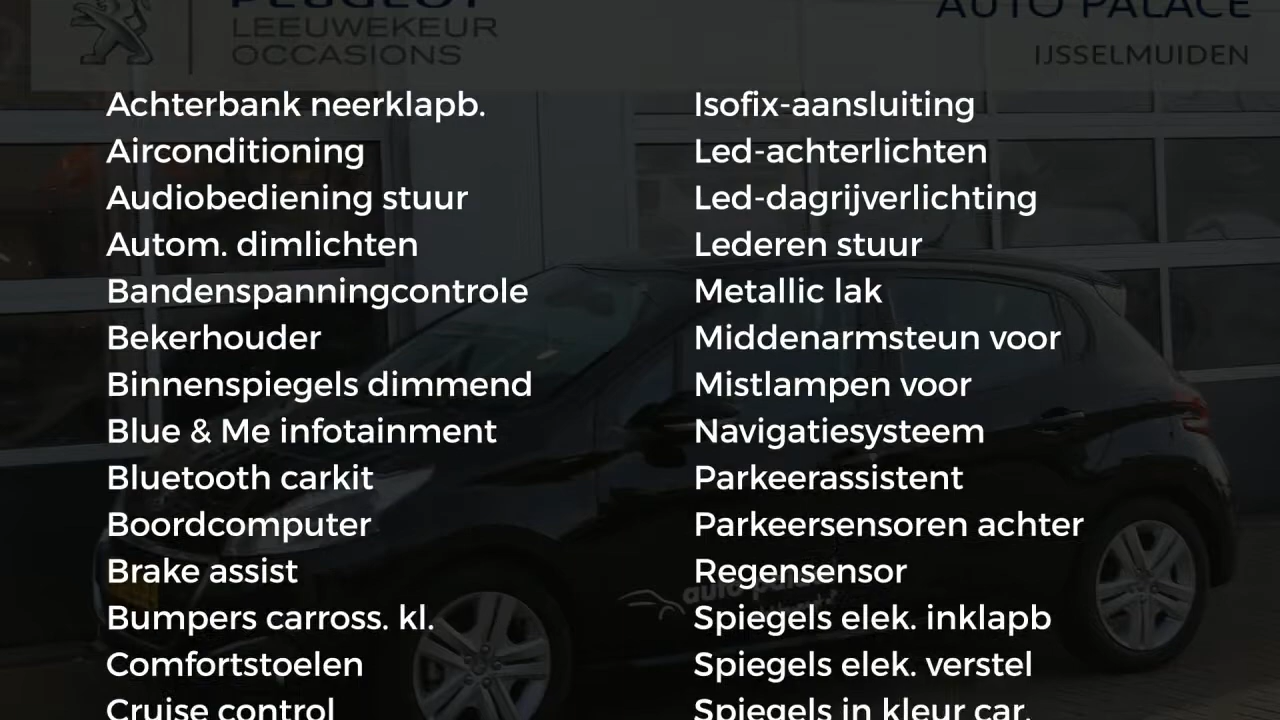 PEUGEOT
LEEUWEKEUR
OCCASIONS
AUTO PALACE
IJSSELMUIDEN
Achterbank neerklapb.
Airconditioning
Audiobediening stuur
Autom. dimlichten
Bandenspanningcontrole
Bekerhouder
Binnenspiegels dimmend
Blue & Me infotainment
Bluetooth carkit
Boordcomputer
Brake assist
Bumpers carross. kl.
Comfortstoelen
Cruise control
Isofix-aansluiting
Led-achterlichten
Led-dagrijverlichting
Lederen stuur
Metallic lak
Middenarmsteun voor
Mistlampen voor
Navigatiesysteem
Parkeerassistent
Parkeersensoren achter
Regensensor
Spiegels elek. inklapb
Spiegels elek. verstel
Spiegels in kleur car.
auto palace